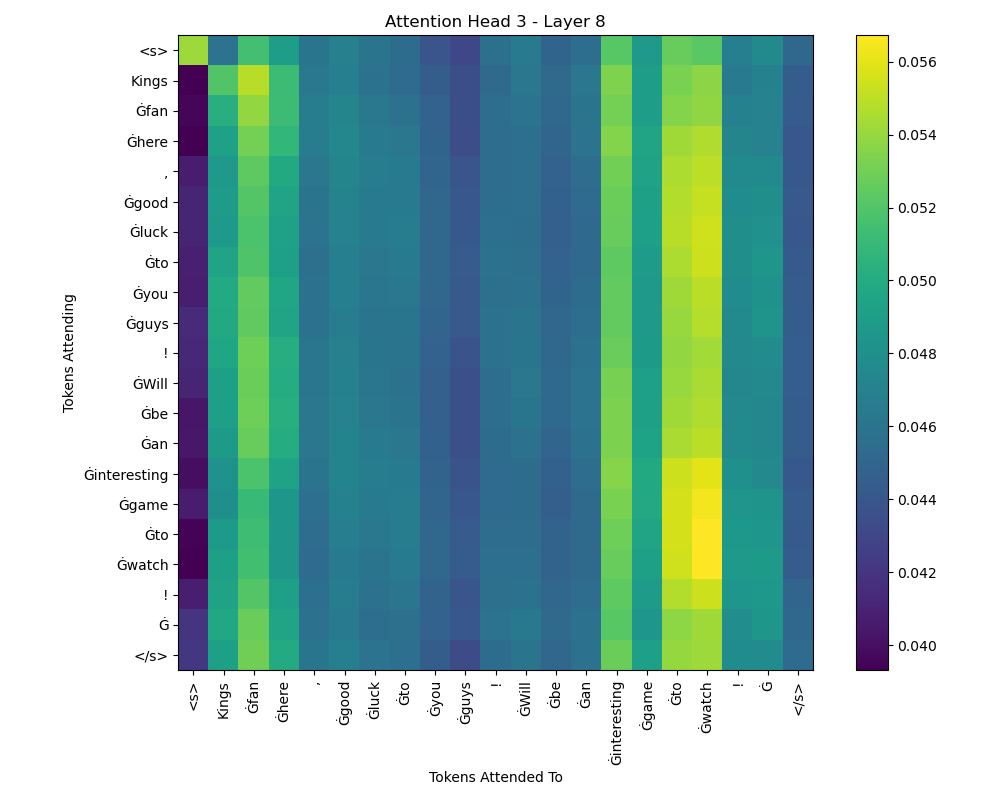 Attention Head 3 - Layer 8
Tokens Attending
<s>
Kings
Ġfan
Ġhere
,
Ġgood
Ġluck
Ġto
Ġyou
Ġguys
!
ĠWill
Ġbe
Ġan
Ġinteresting
Ġgame
Ġto
Ġwatch
!
Ġ
</s>
<s>
Kings
Ġfan
Ġhere
,
Ġgood
Ġluck
Ġto
Ġyou
Ġguys
!
ĠWill
Ġbe
Ġan
Ġinteresting
Ġgame
Ġto
Ġwatch
!
Ġ
</s>
Tokens Attended To
0.056
0.054
0.052
0.050
0.048
0.046
0.044
0.042
0.040